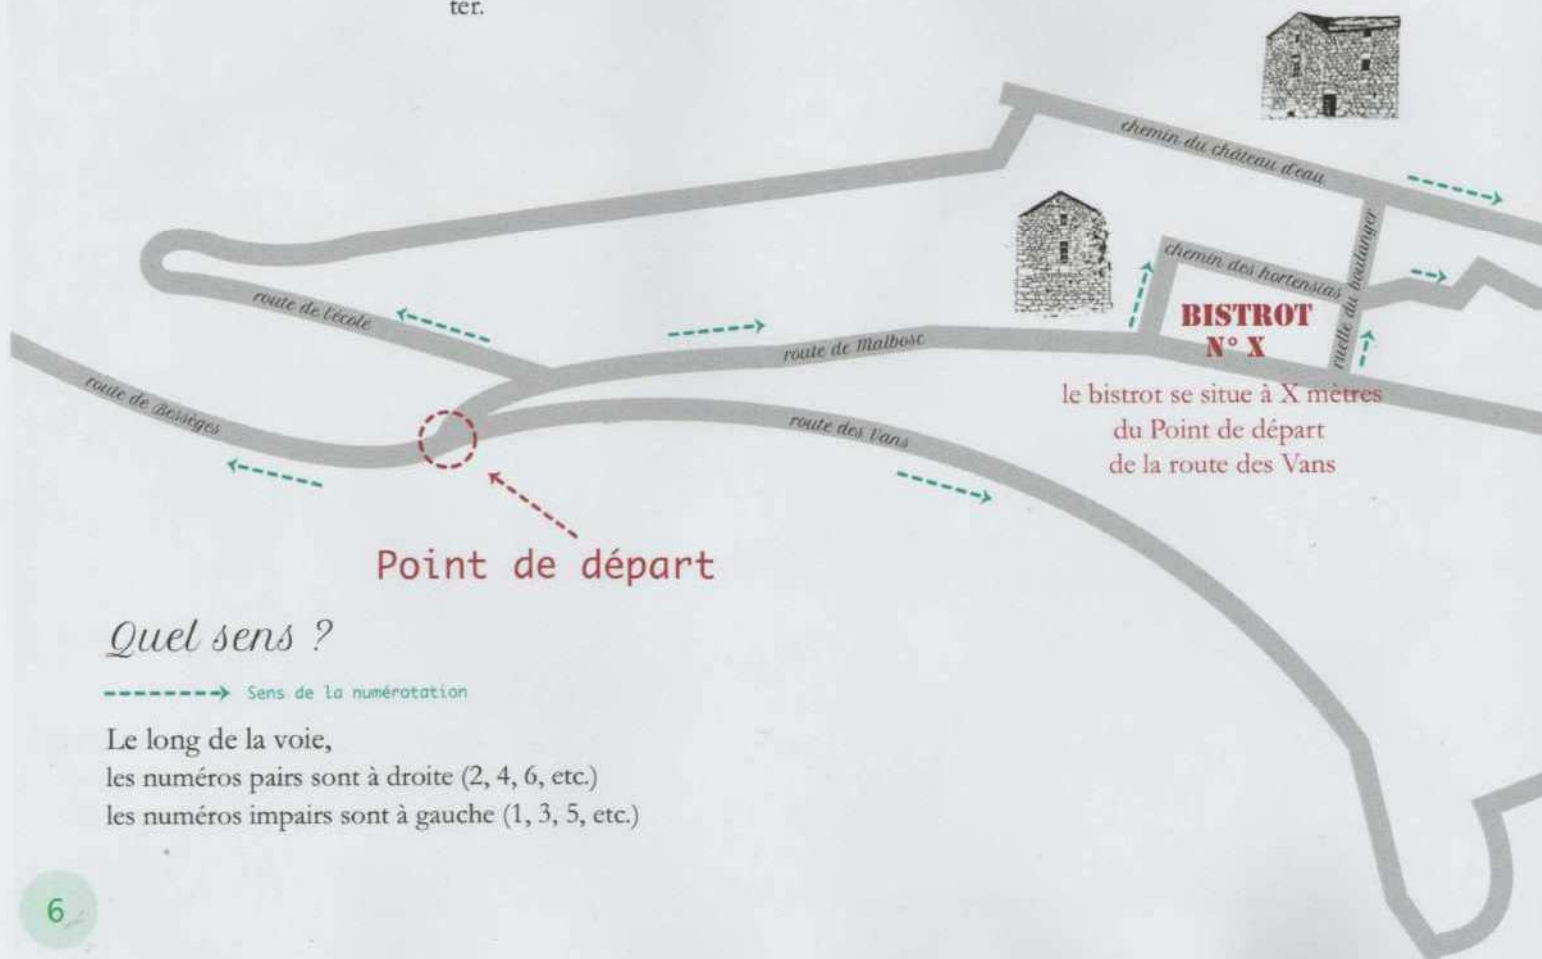 ter.
chemin du château d'eau
chemin des hortensias
ruelle du boulanger
BISTROT
N° X
route de l'école
route de Malbosc
le bistrot se situe à X mètres
du Point de départ
de la route des Vans
route de Bessèges
route des Vans
Point de départ
Quel sens ?
Sens de la numérotation
Le long de la voie,
les numéros pairs sont à droite (2, 4, 6, etc.)
les numéros impairs sont à gauche (1, 3, 5, etc.)
6